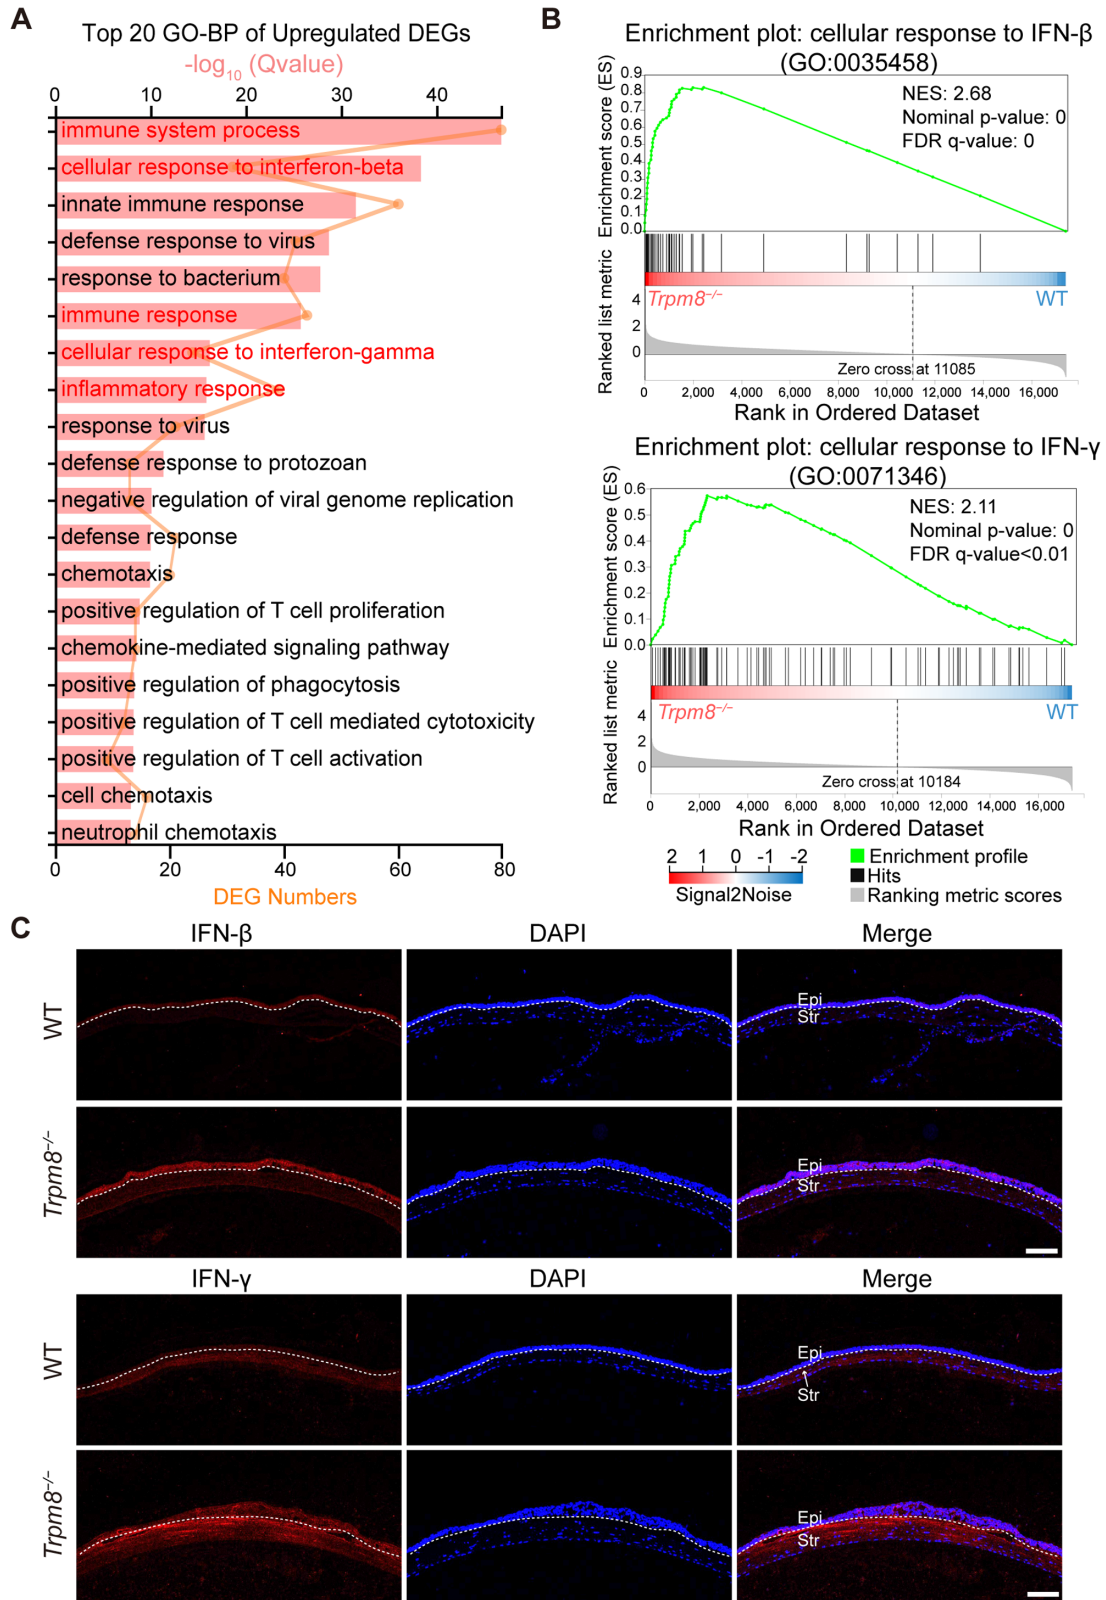 A
Top 20 GO-BP of Upregulated DEGs
-log10 (Qvalue)
0 10 20 30 40
immune system process
cellular response to interferon-beta
innate immune response
defense response to virus
response to bacterium
immune response
cellular response to interferon-gamma
inflammatory response
response to virus
defense response to protozoan
negative regulation of viral genome replication
defense response
chemotaxis
positive regulation of T cell proliferation
chemokine-mediated signaling pathway
positive regulation of phagocytosis
positive regulation of T cell mediated cytotoxicity
positive regulation of T cell activation
cell chemotaxis
neutrophil chemotaxis
0 20 40 60 80
DEG Numbers
B
Enrichment plot: cellular response to IFN-β
(GO:0035458)
Enrichment score (ES)
0.9
0.8
0.7
0.6
0.5
0.4
0.3
0.2
0.1
0.0
NES: 2.68
Nominal p-value: 0
FDR q-value: 0
Trpm8−/−
WT
Ranked list metric
4
2
0
Zero cross at 11085
0 2,000 4,000 6,000 8,000 10,000 12,000 14,000 16,000
Rank in Ordered Dataset
Enrichment plot: cellular response to IFN-γ
(GO:0071346)
Enrichment score (ES)
0.6
0.5
0.4
0.3
0.2
0.1
0.0
NES: 2.11
Nominal p-value: 0
FDR q-value<0.01
Trpm8−/−
WT
Ranked list metric
4
2
0
Zero cross at 10184
0 2,000 4,000 6,000 8,000 10,000 12,000 14,000 16,000
Rank in Ordered Dataset
2 1 0 -1 -2
Signal2Noise
Enrichment profile
Hits
Ranking metric scores
C
IFN-β DAPI Merge
WT
Epi
Str
Trpm8−/−
Epi
Str
IFN-γ DAPI Merge
WT
Epi
Str
Trpm8−/−
Epi
Str